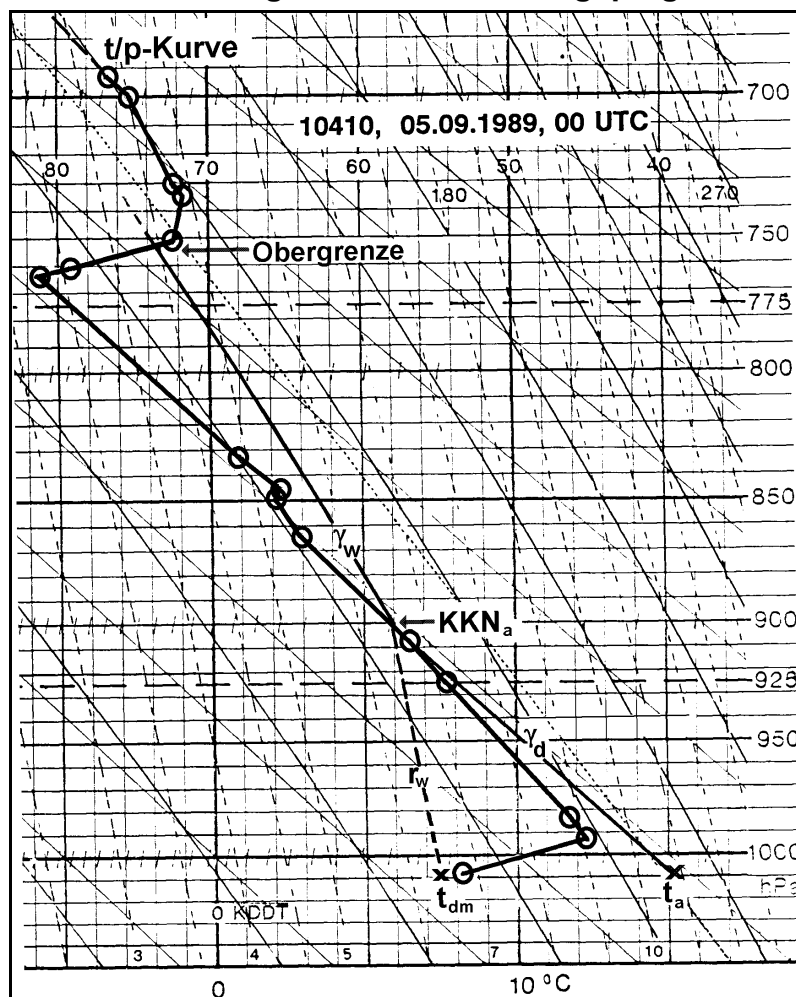 t/p-Kurve
700
10410, 05.09.1989, 00 UTC
80 70 60 50 40
180 270
750
Obergrenze
775
800
850
γw
KKNa
900
925
γd
950
rw
1000
hPa
tdm ta
0 KDDT
3 4 5 7 10
0 10 °C